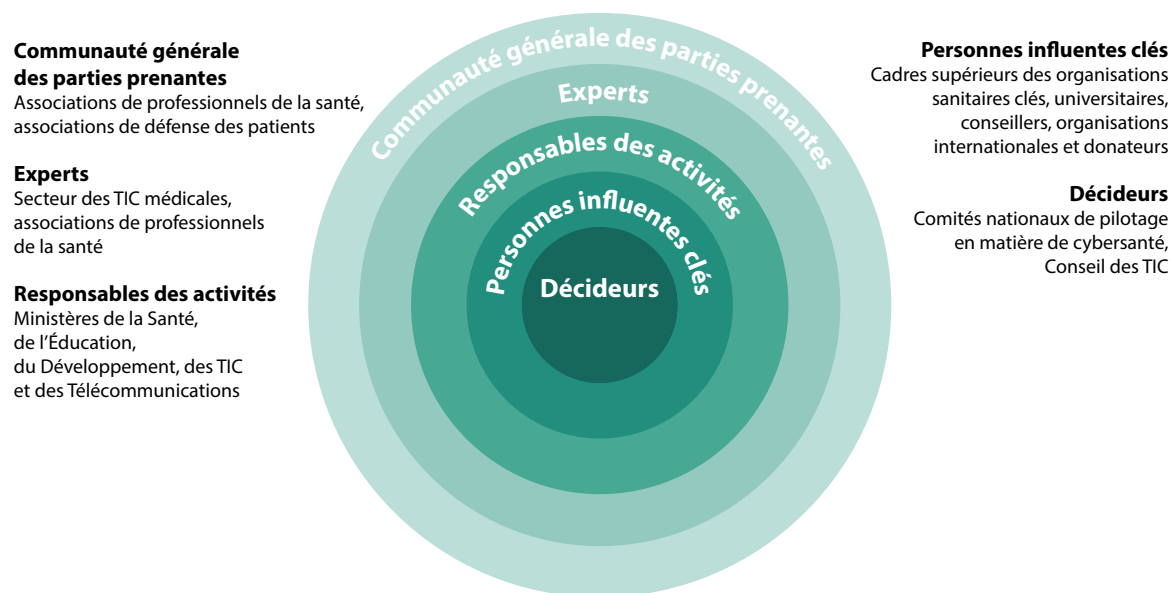 Communauté générale
des parties prenantes
Associations de professionnels de la santé,
associations de défense des patients
Experts
Secteur des TIC médicales,
associations de professionnels
de la santé
Responsables des activités
Ministères de la Santé,
de l'Éducation,
du Développement, des TIC
et des Télécommunications
Communauté générale des parties prenantes
Experts
Responsables des activités
Personnes influentes clés
Décideurs
Personnes influentes clés
Cadres supérieurs des organisations
sanitaires clés, universitaires,
conseillers, organisations
internationales et donateurs
Décideurs
Comités nationaux de pilotage
en matière de cybersanté,
Conseil des TIC